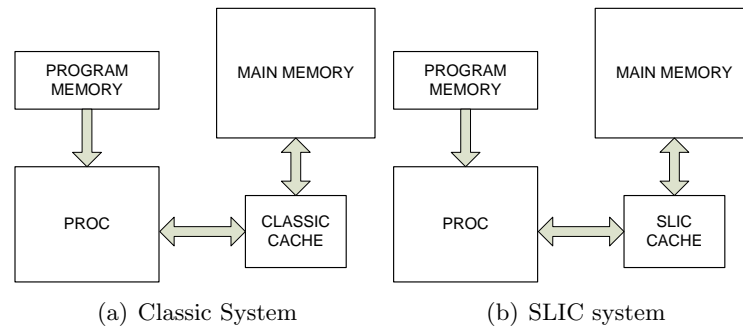 PROGRAM
MEMORY
MAIN MEMORY
PROC
CLASSIC
CACHE
(a) Classic System
PROGRAM
MEMORY
MAIN MEMORY
PROC
SLIC
CACHE
(b) SLIC system